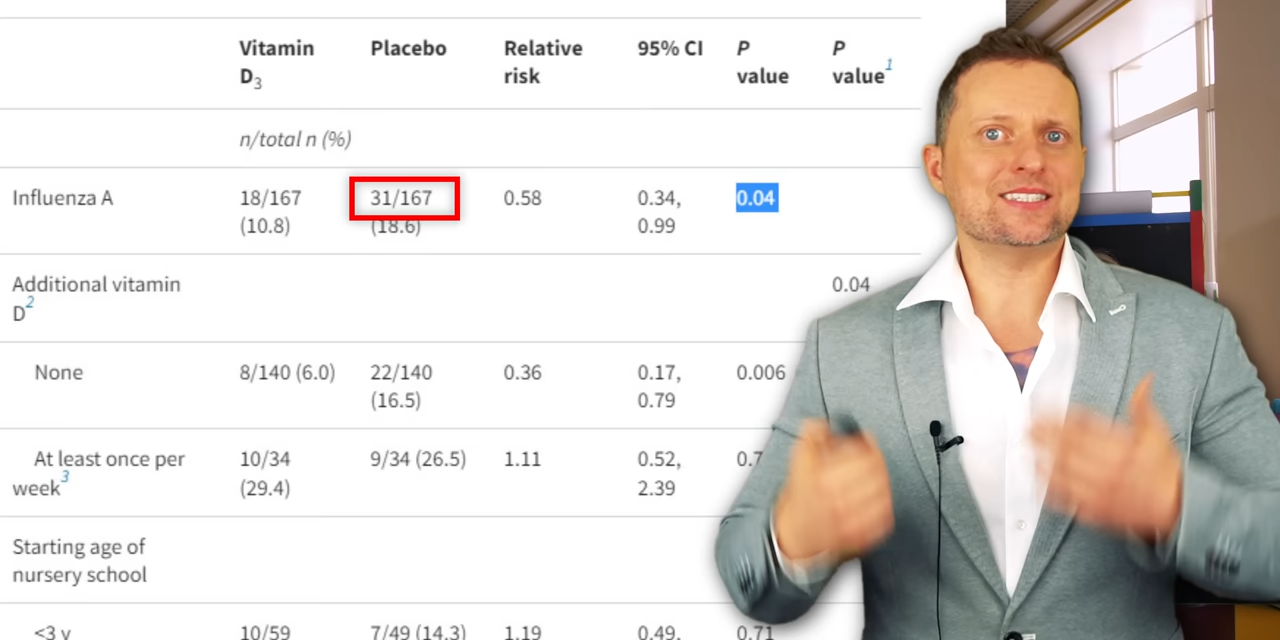 Vitamin D3 Placebo Relative risk 95% CI P value P value1
n/total n (%)
Influenza A 18/167 (10.8) 31/167 (18.6) 0.58 0.34, 0.99 0.04
Additional vitamin D2 0.04
None 8/140 (6.0) 22/140 (16.5) 0.36 0.17, 0.79 0.006
At least once per week3 10/34 (29.4) 9/34 (26.5) 1.11 0.52, 2.39
Starting age of nursery school
<3 y 10/59 7/49 (14.3) 1.19 0.49, 0.71